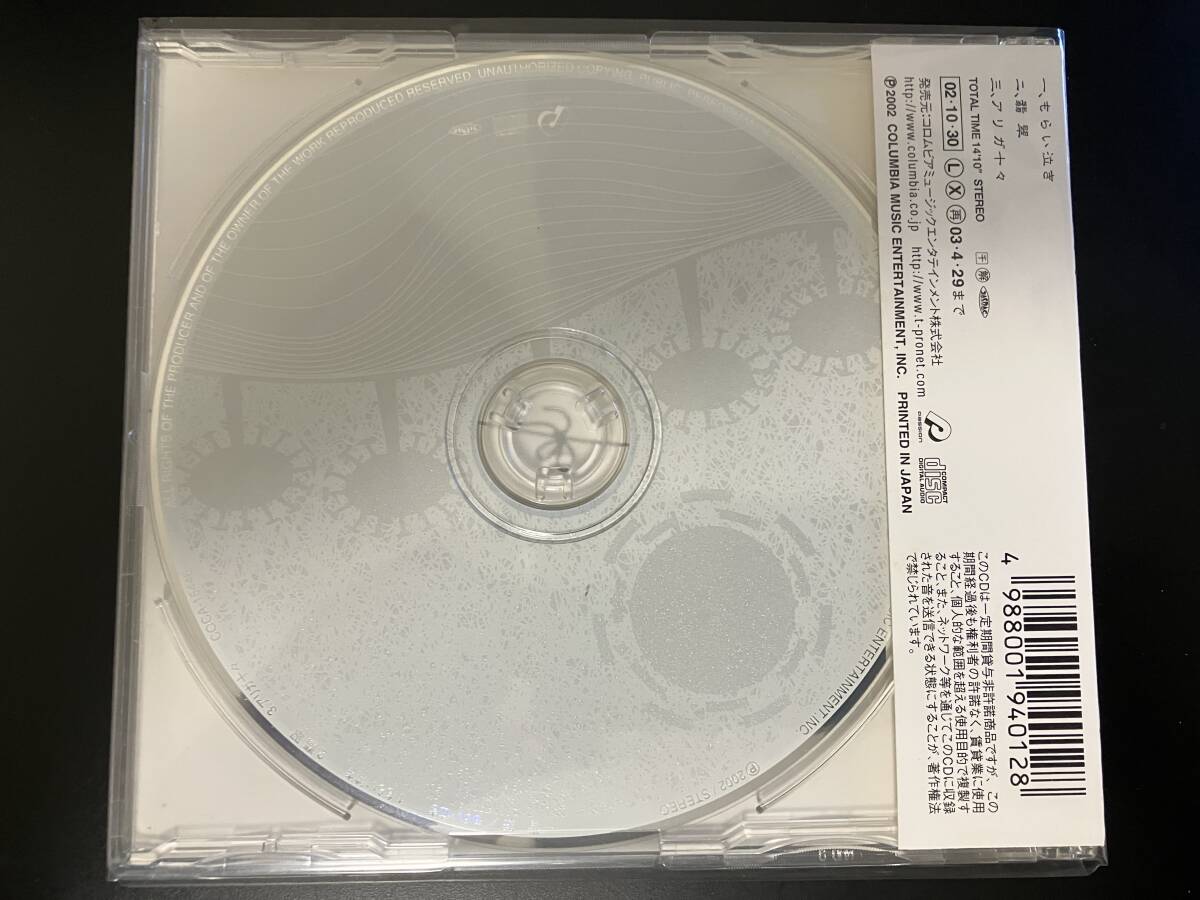 一、もらい泣き
二、翡翠
三、アリガ十々
TOTAL TIME 14'10" STEREO
02・10・30 L X 再 03・4・29まで
発売元:コロムビアミュージックエンタテインメント株式会社
http://www.columbia.co.jp http://www.t-pronet.com
Ⓟ2002 COLUMBIA MUSIC ENTERTAINMENT, INC. PRINTED IN JAPAN
passion
COMPACT
disc
DIGITAL AUDIO
4 988001 940128
このCDは一定期間貸与非許諾商品ですが、この
期間経過後も権利者の許諾なく、賃貸業に使用
すること、個人的な範囲を超える使用目的で複製す
ること、また、ネットワーク等を通じてこのCDに収録
された音を送信できる状態にすることが、著作権法
で禁じられています。
ALL RIGHTS OF THE PRODUCER AND OF THE OWNER OF THE WORK REPRODUCED RESERVED. UNAUTHORIZED COPYING, PUBLIC
ENTERTAINMENT, INC.
Ⓟ2002 / STEREO